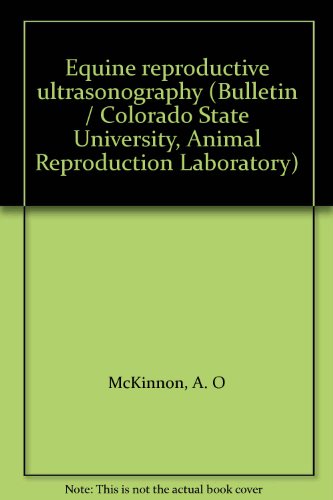 Equine reproductive
ultrasonography (Bulletin
/ Colorado State
University, Animal
Reproduction Laboratory)
McKinnon, A. O
Note: This is not the actual book cover